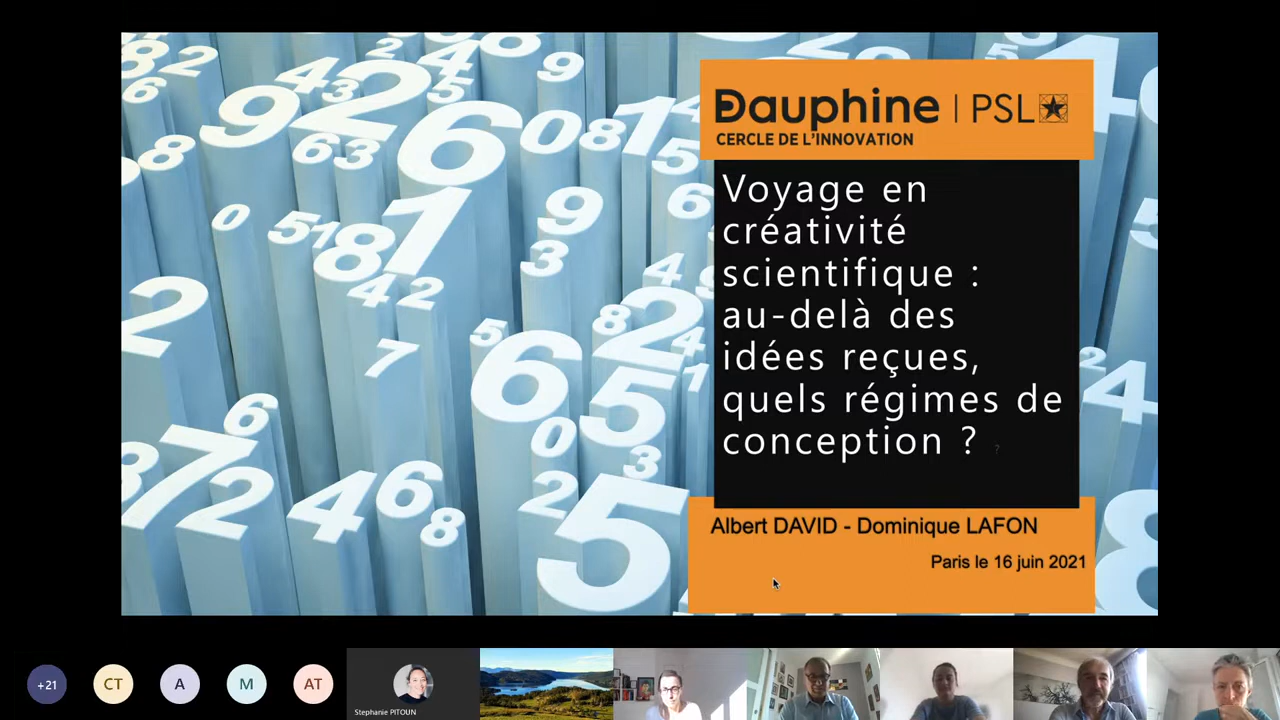 Dauphine | PSL
CERCLE DE L'INNOVATION
Voyage en
créativité
scientifique :
au-delà des
idées reçues,
quels régimes de
conception ?
?
Albert DAVID - Dominique LAFON
Paris le 16 juin 2021
+21
CT
A
M
AT
Stephanie PITOUN